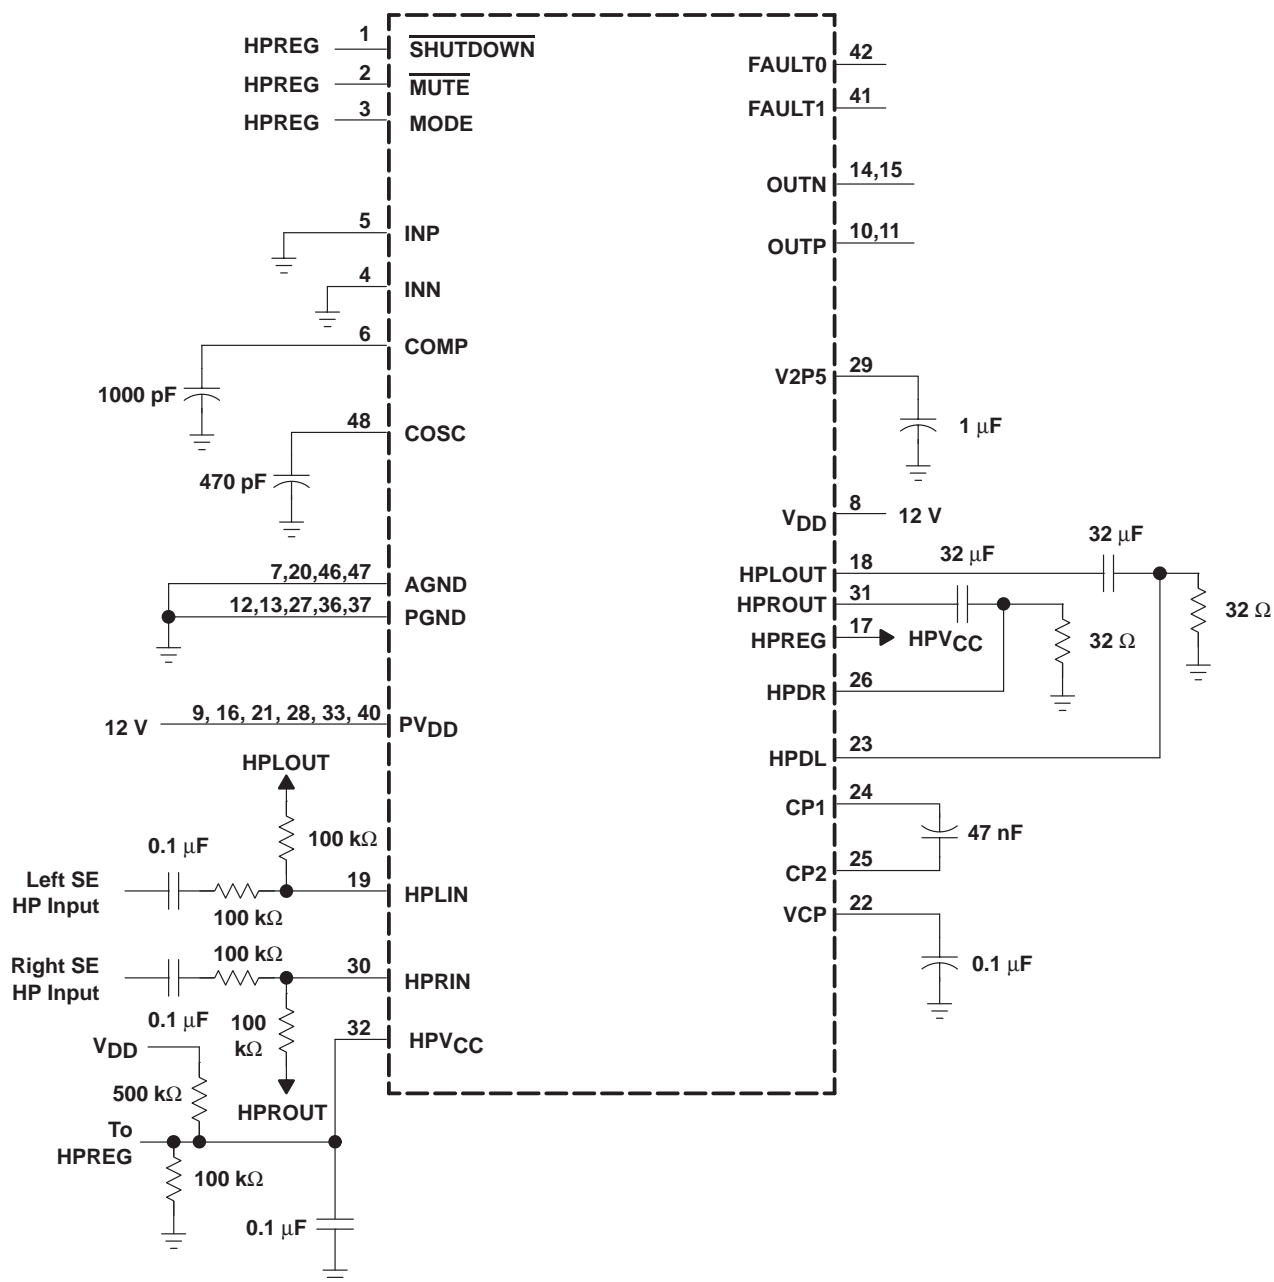 HPREG 1 SHUTDOWN
HPREG 2 MUTE
HPREG 3 MODE
5 INP
4 INN
6 COMP
1000 pF
48 COSC
470 pF
7,20,46,47 AGND
12,13,27,36,37 PGND
12 V 9, 16, 21, 28, 33, 40 PVDD
HPLOUT
100 kΩ
0.1 μF
Left SE
HP Input
100 kΩ
19 HPLIN
100 kΩ
Right SE
HP Input
0.1 μF
30 HPRIN
100
kΩ
HPROUT
32 HPVCC
VDD
500 kΩ
To
HPREG
100 kΩ
0.1 μF
FAULT0 42
FAULT1 41
OUTN 14,15
OUTP 10,11
V2P5 29
1 μF
VDD 8 12 V
HPLOUT 18
32 μF
32 Ω
HPROUT 31
32 μF
32 Ω
HPREG 17 HPVCC
HPDR 26
HPDL 23
CP1 24
47 nF
CP2 25
VCP 22
0.1 μF